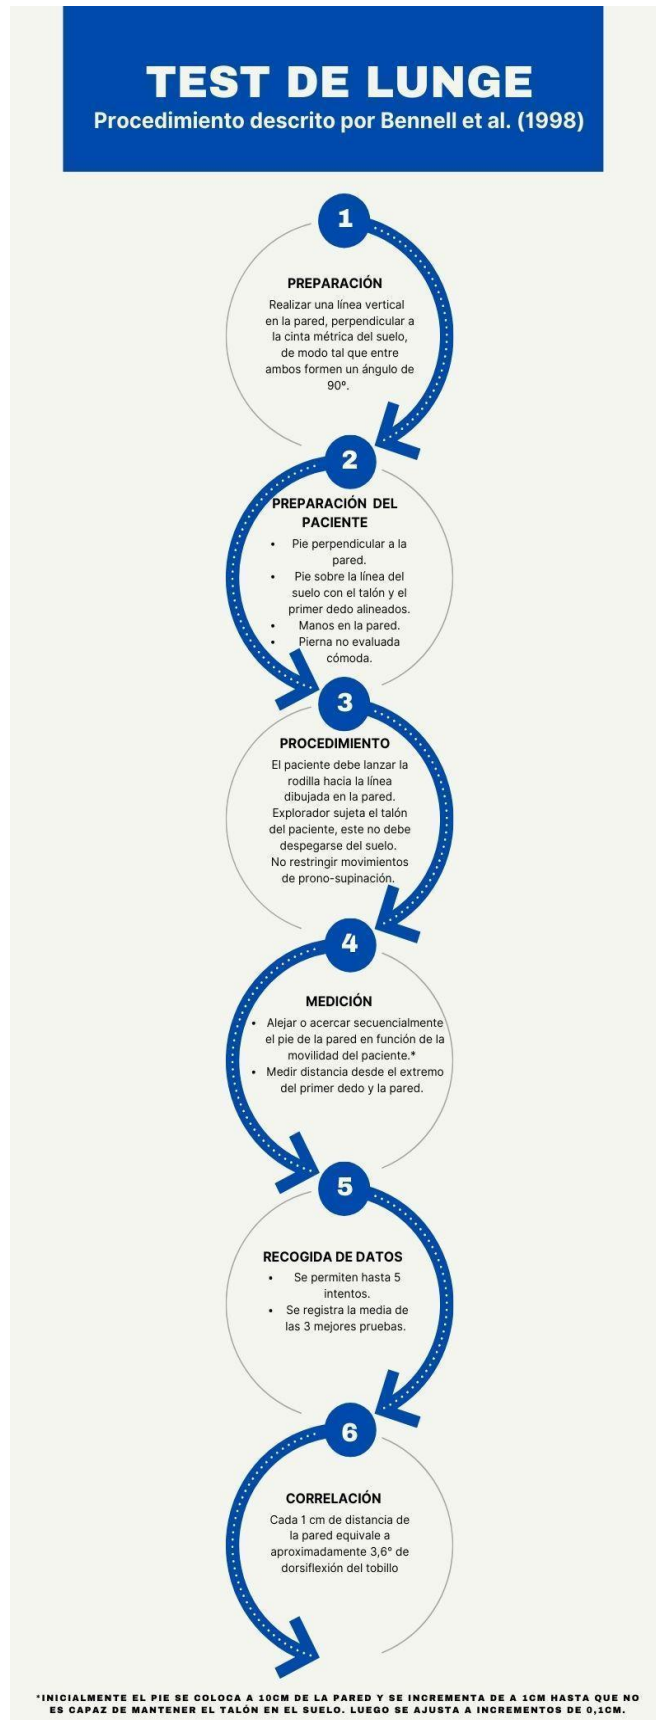 TEST DE LUNGE
Procedimiento descrito por Bennell et al. (1998)
1
PREPARACIÓN
Realizar una línea vertical
en la pared, perpendicular a
la cinta métrica del suelo,
de modo tal que entre
ambos formen un ángulo de
90º.
2
PREPARACIÓN DEL
PACIENTE
• Pie perpendicular a la
pared.
• Pie sobre la línea del
suelo con el talón y el
primer dedo alineados.
• Manos en la pared.
• Pierna no evaluada
cómoda.
3
PROCEDIMIENTO
El paciente debe lanzar la
rodilla hacia la línea
dibujada en la pared.
Explorador sujeta el talón
del paciente, este no debe
despegarse del suelo.
No restringir movimientos
de prono-supinación.
4
MEDICIÓN
• Alejar o acercar secuencialmente
el pie de la pared en función de la
movilidad del paciente.*
• Medir distancia desde el extremo
del primer dedo y la pared.
5
RECOGIDA DE DATOS
• Se permiten hasta 5
intentos.
• Se registra la media de
las 3 mejores pruebas.
6
CORRELACIÓN
Cada 1 cm de distancia de
la pared equivale a
aproximadamente 3,6° de
dorsiflexión del tobillo
*INICIALMENTE EL PIE SE COLOCA A 10CM DE LA PARED Y SE INCREMENTA DE A 1CM HASTA QUE NO
ES CAPAZ DE MANTENER EL TALÓN EN EL SUELO. LUEGO SE AJUSTA A INCREMENTOS DE 0,1CM.